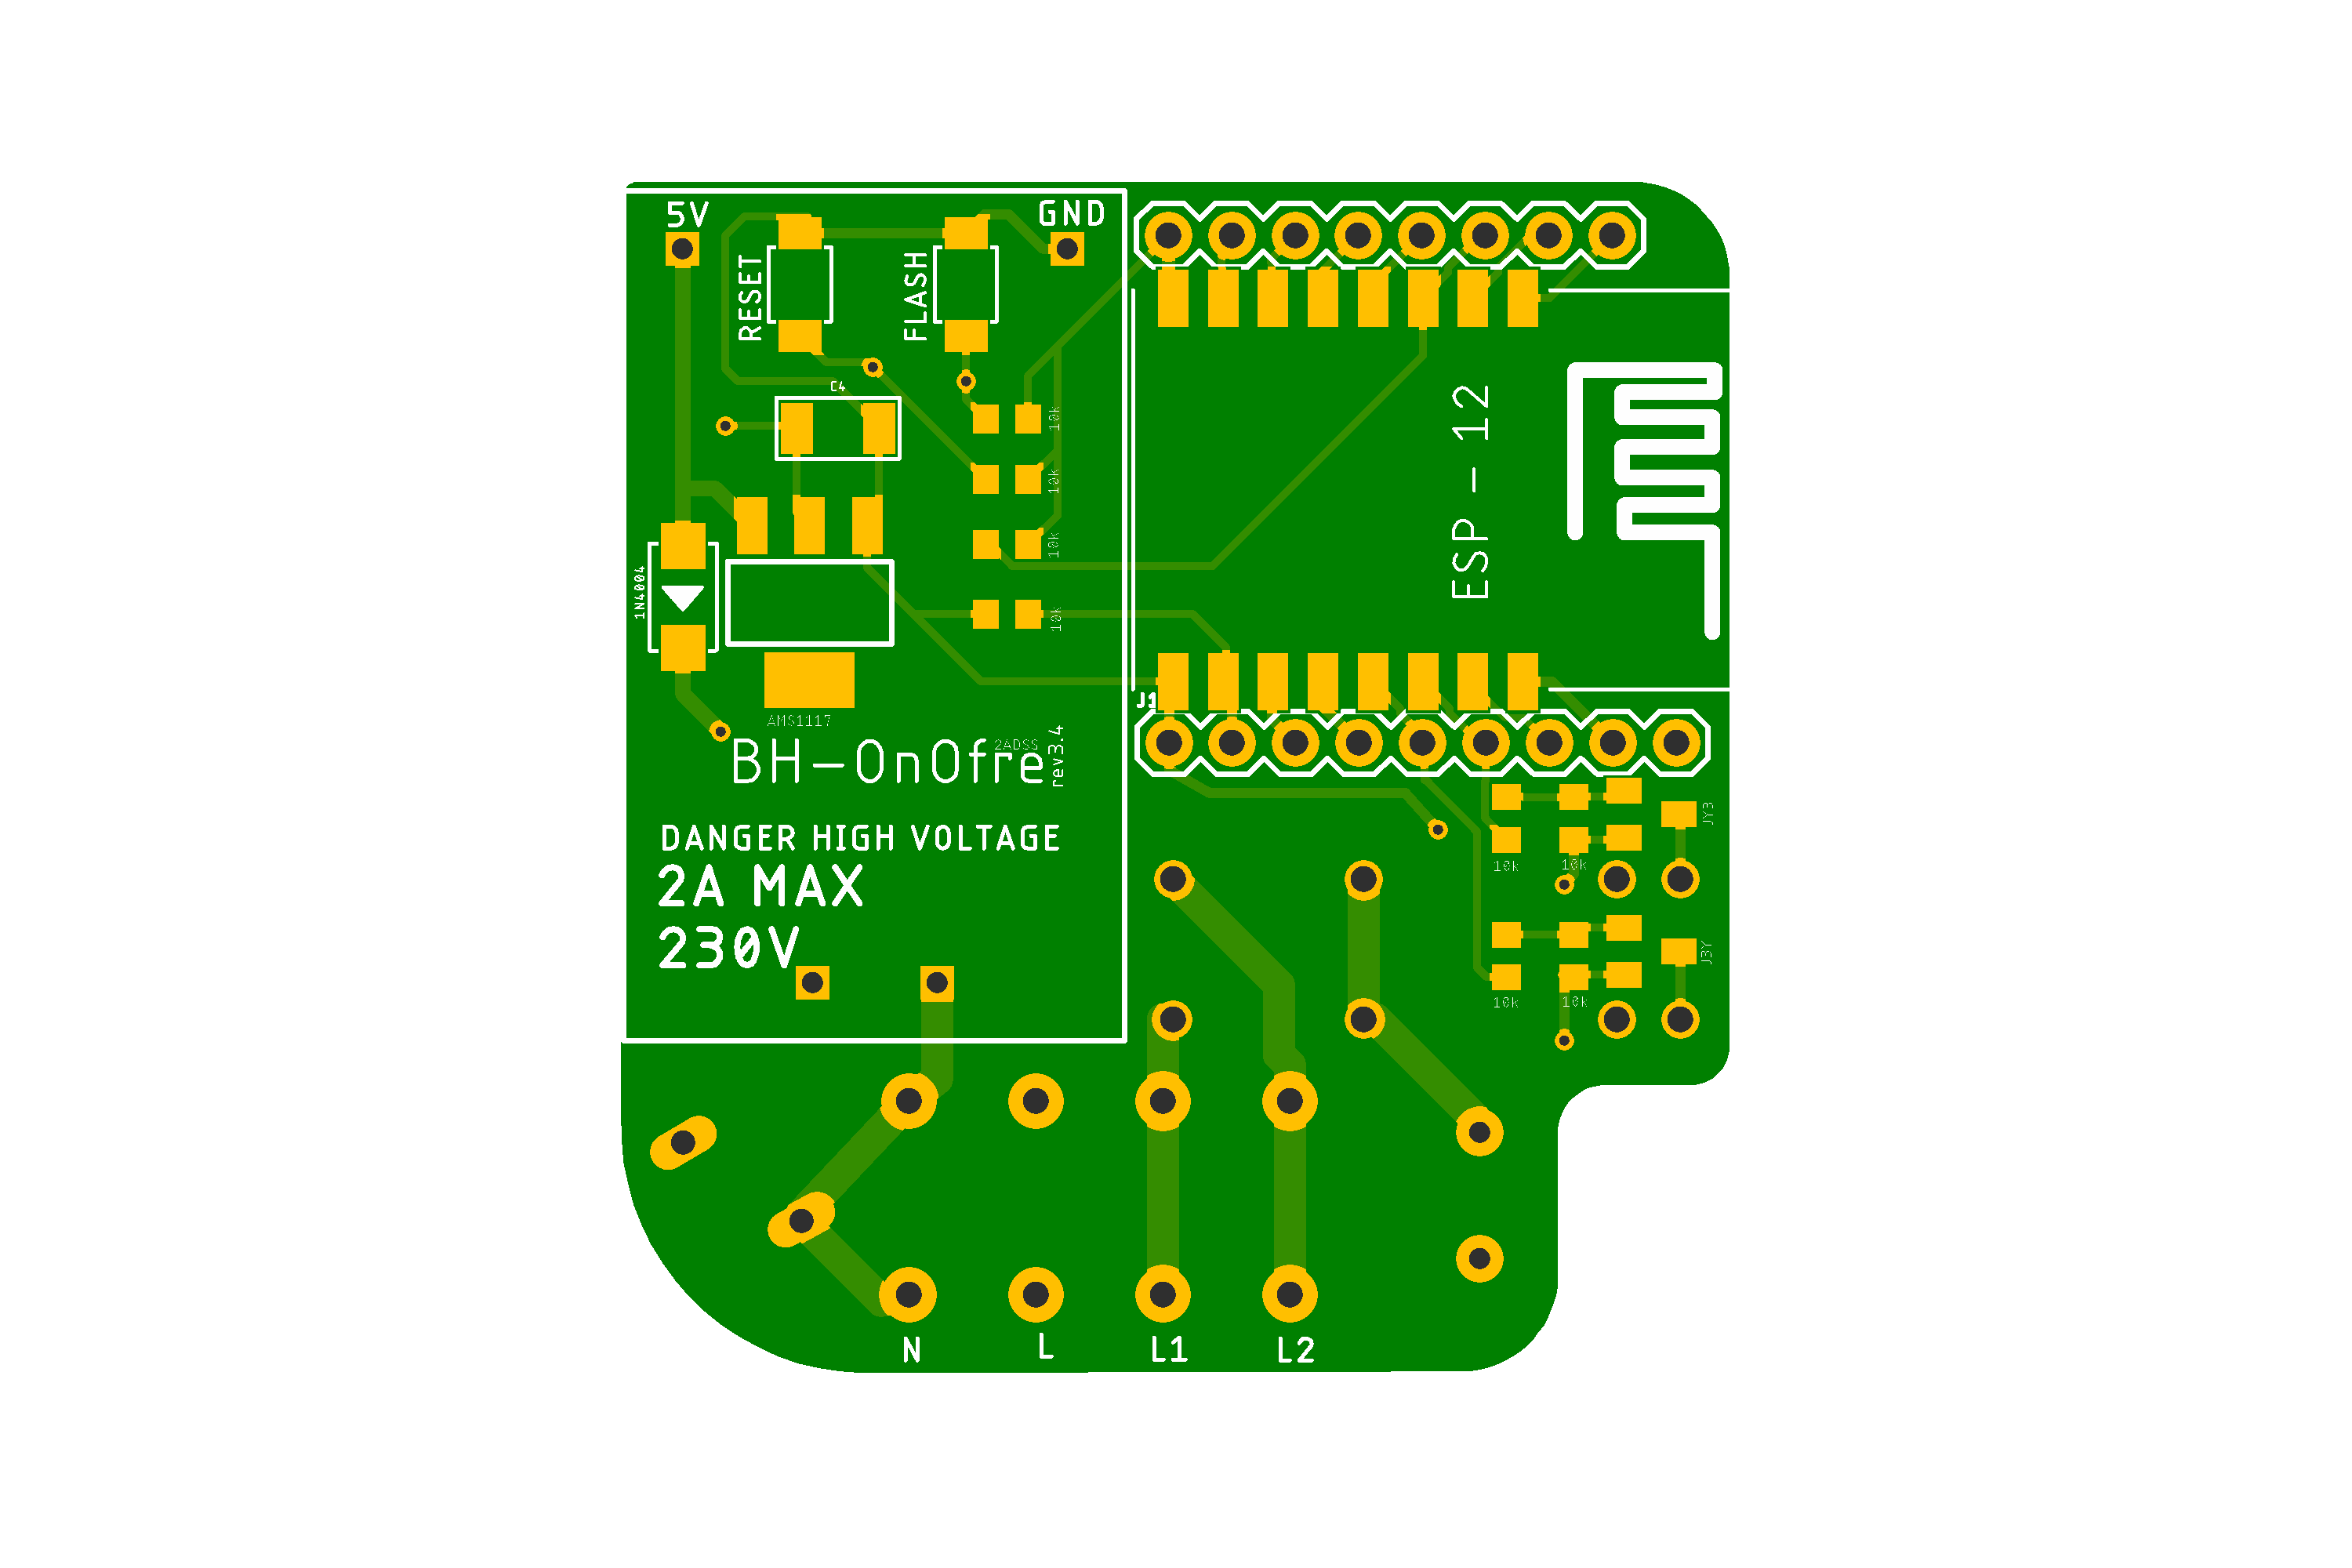 5V
GND
RESET
FLASH
C4
10k
10k
10k
10k
ESP-12
1N4004
J1
AMS1117
2ADSS
BH-OnOfre
rev3.4
DANGER HIGH VOLTAGE
2A MAX
230V
JY3
10k
10k
J3Y
10k
10k
N
L
L1
L2